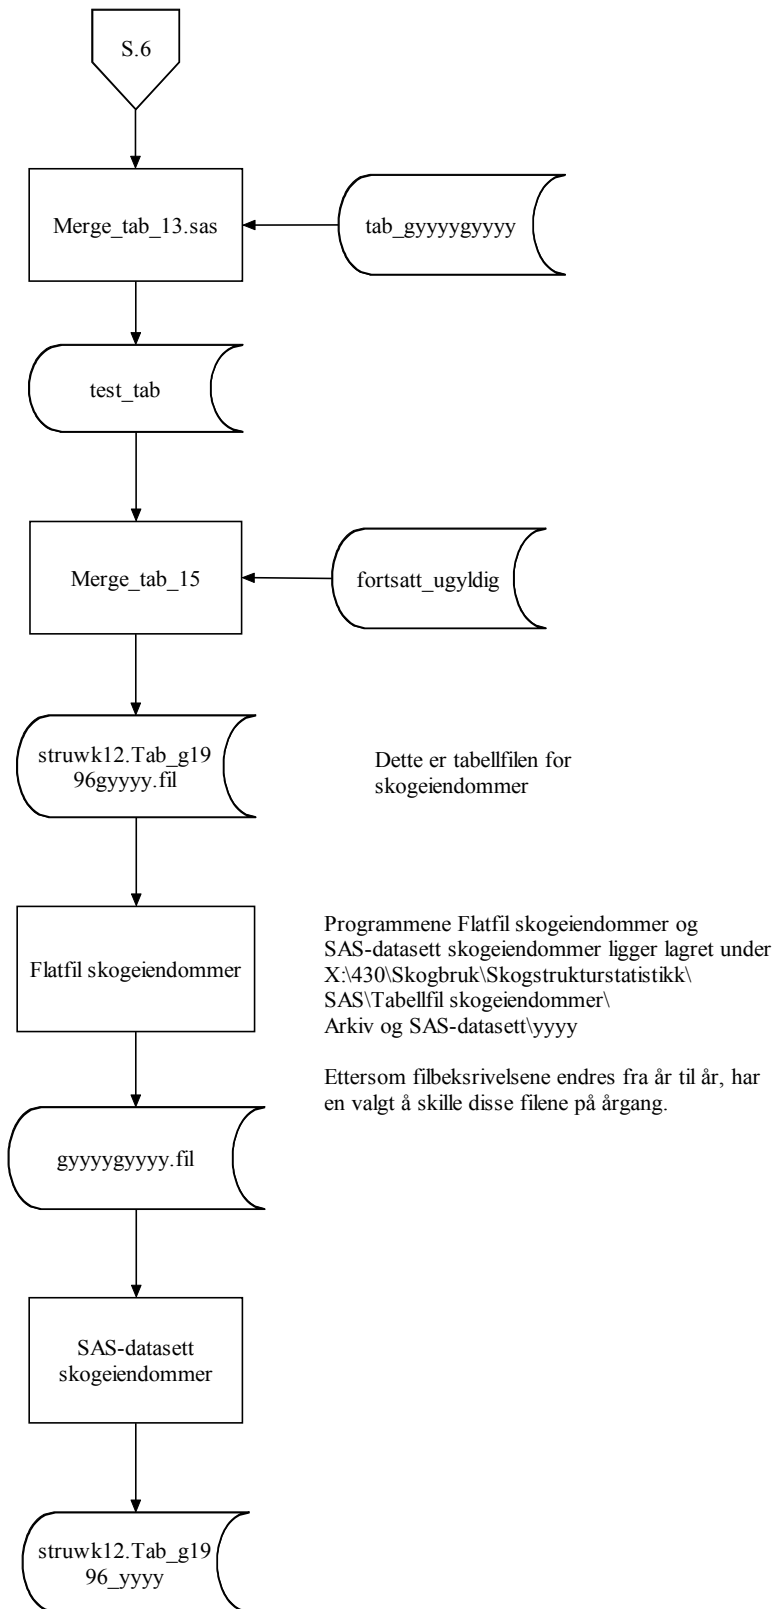 S.6
Merge_tab_13.sas
tab_gyyyygyyyy
test_tab
Merge_tab_15
fortsatt_ugyldig
struwk12.Tab_g19
96gyyyy.fil
Dette er tabellfilen for
skogeiendommer
Flatfil skogeiendommer
Programmene Flatfil skogeiendommer og
SAS-datasett skogeiendommer ligger lagret under
X:\430\Skogbruk\Skogstrukturstatistikk\
SAS\Tabellfil skogeiendommer\
Arkiv og SAS-datasett\yyyy
Ettersom filbeksrivelsene endres fra år til år, har
en valgt å skille disse filene på årgang.
gyyyygyyyy.fil
SAS-datasett
skogeiendommer
struwk12.Tab_g19
96_yyyy